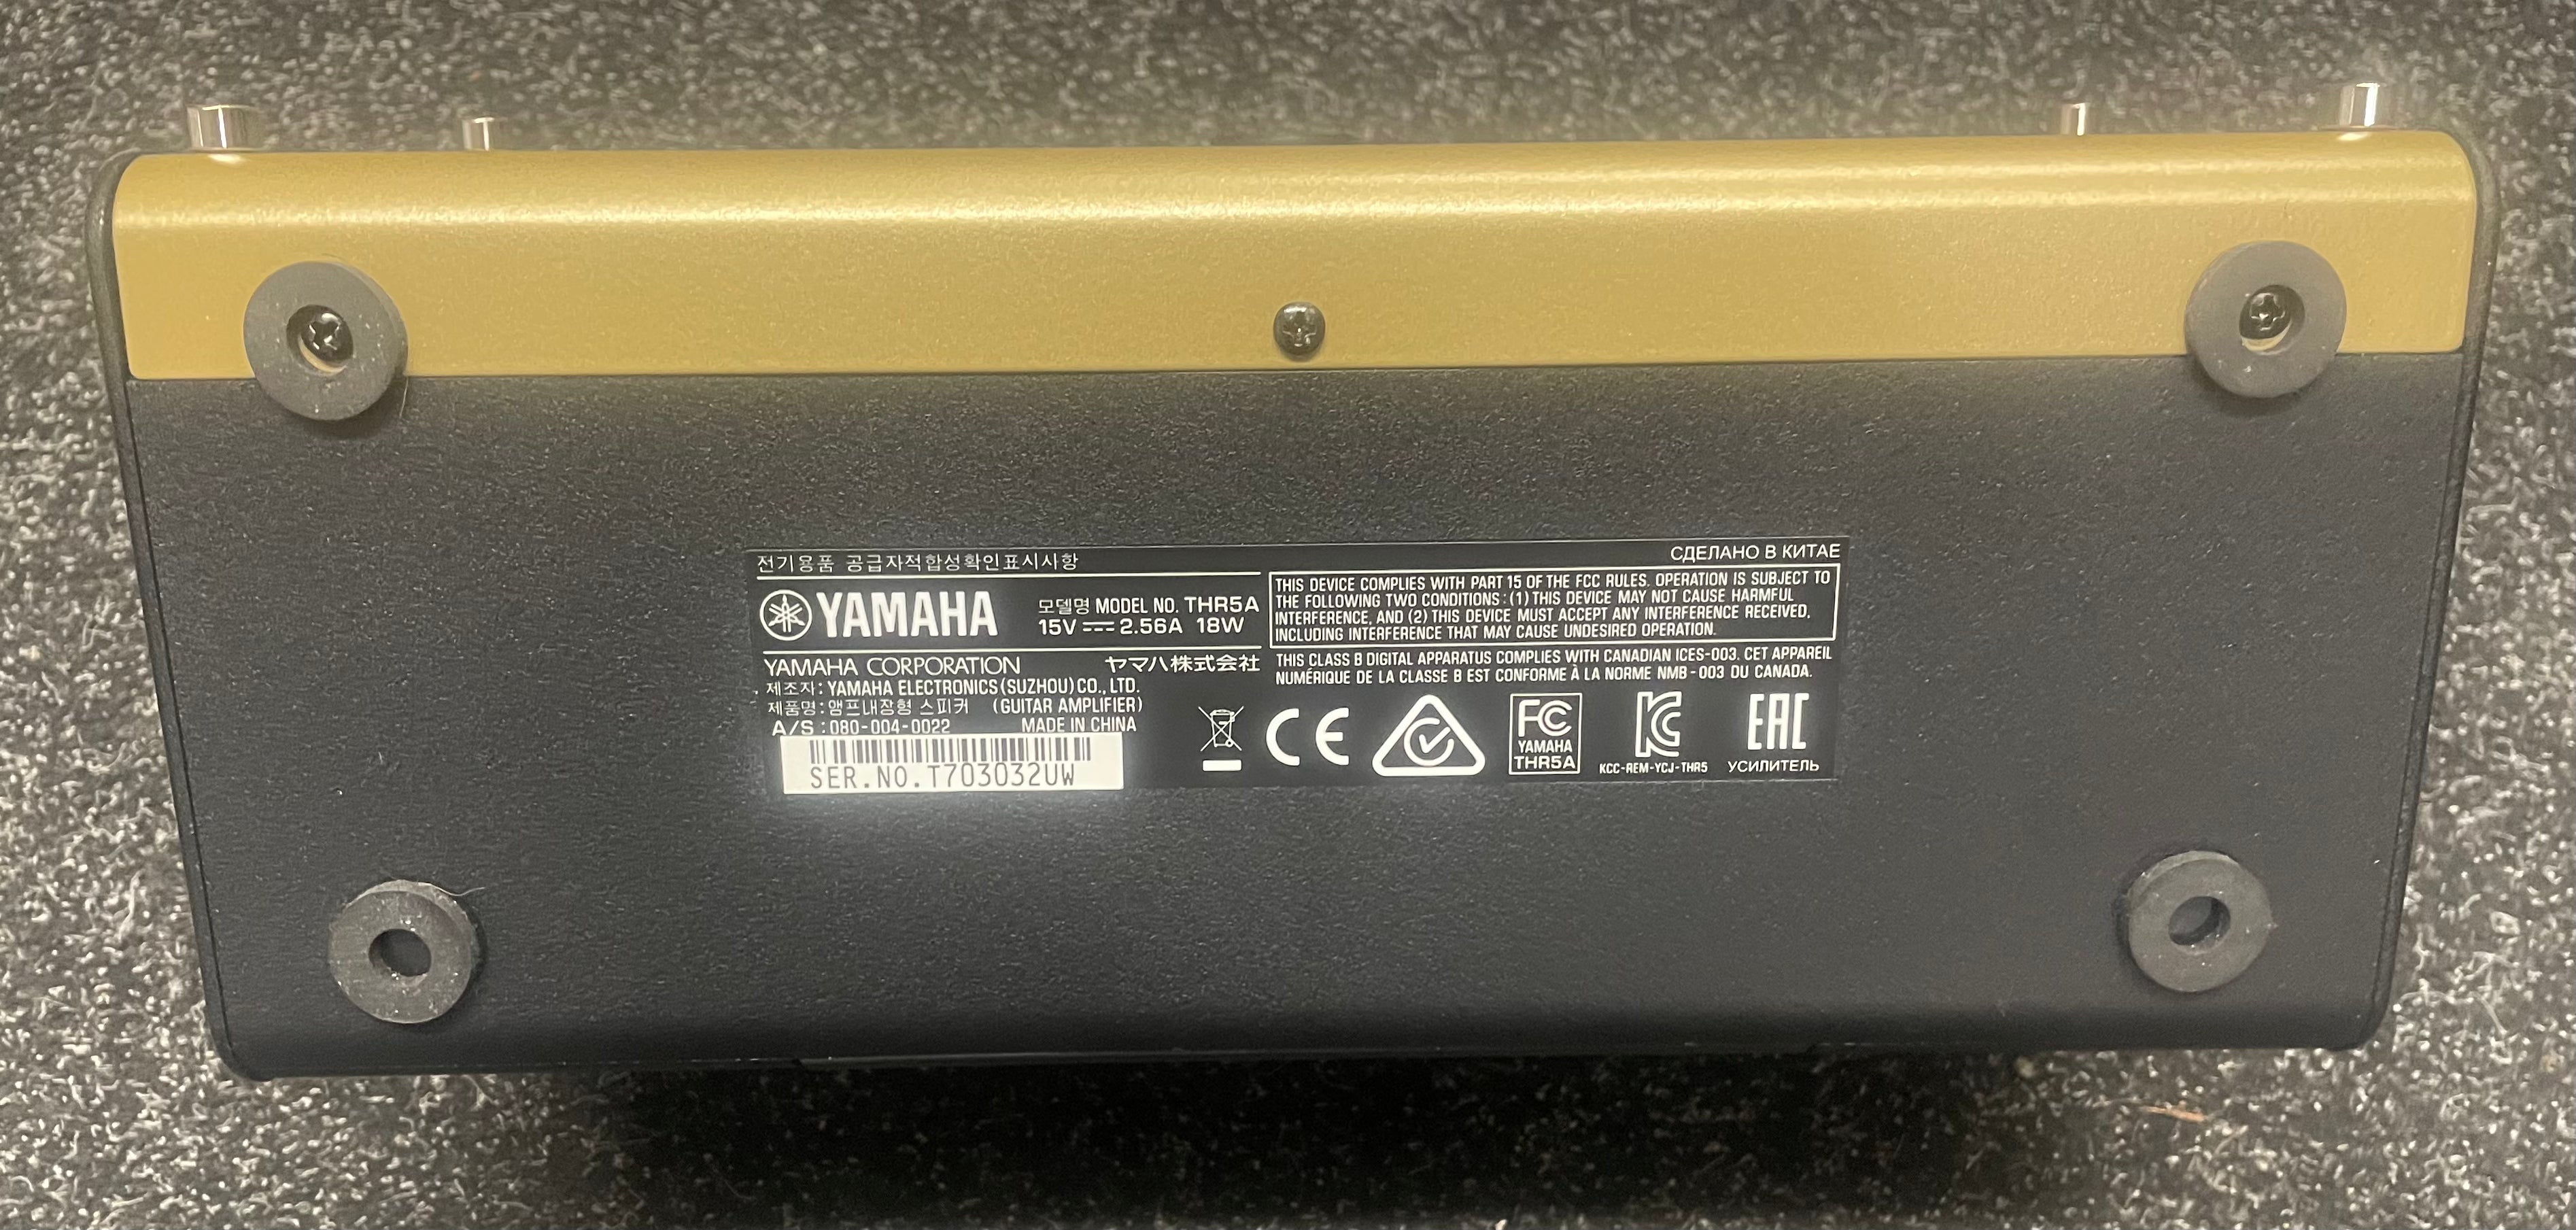 전기용품 공급자적합성확인표시사항
YAMAHA
모델명 MODEL NO. THR5A
15V 2.56A 18W
YAMAHA CORPORATION ヤマハ株式会社
제조자: YAMAHA ELECTRONICS (SUZHOU) CO., LTD.
제품명: 앰프내장형 스피커 (GUITAR AMPLIFIER)
A/S : 080-004-0022 MADE IN CHINA
SER.NO.T703032UW
СДЕЛАНО В КИТАЕ
THIS DEVICE COMPLIES WITH PART 15 OF THE FCC RULES. OPERATION IS SUBJECT TO
THE FOLLOWING TWO CONDITIONS : (1) THIS DEVICE MAY NOT CAUSE HARMFUL
INTERFERENCE, AND (2) THIS DEVICE MUST ACCEPT ANY INTERFERENCE RECEIVED,
INCLUDING INTERFERENCE THAT MAY CAUSE UNDESIRED OPERATION.
THIS CLASS B DIGITAL APPARATUS COMPLIES WITH CANADIAN ICES-003. CET APPAREIL
NUMÉRIQUE DE LA CLASSE B EST CONFORME À LA NORME NMB-003 DU CANADA.
CE
FC
YAMAHA
THR5A
KC
KCC-REM-YCJ-THR5
EAC
УСИЛИТЕЛЬ